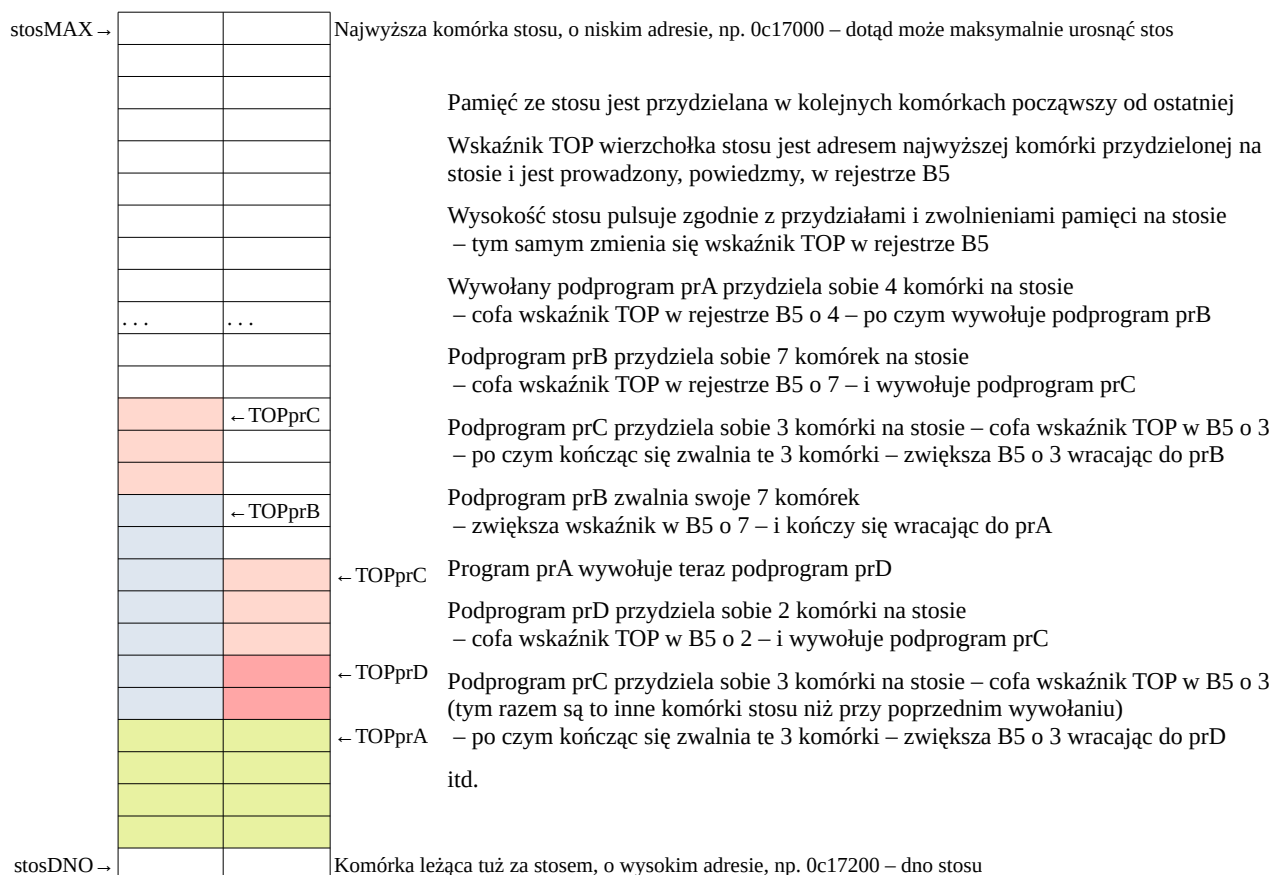 stosMAX→ Najwyższa komórka stosu, o niskim adresie, np. 0c17000 – dotąd może maksymalnie urosnąć stos
Pamięć ze stosu jest przydzielana w kolejnych komórkach począwszy od ostatniej
Wskaźnik TOP wierzchołka stosu jest adresem najwyższej komórki przydzielonej na
stosie i jest prowadzony, powiedzmy, w rejestrze B5
Wysokość stosu pulsuje zgodnie z przydziałami i zwolnieniami pamięci na stosie
– tym samym zmienia się wskaźnik TOP w rejestrze B5
Wywołany podprogram prA przydziela sobie 4 komórki na stosie
. . . . . . – cofa wskaźnik TOP w rejestrze B5 o 4 – po czym wywołuje podprogram prB
Podprogram prB przydziela sobie 7 komórek na stosie
– cofa wskaźnik TOP w rejestrze B5 o 7 – i wywołuje podprogram prC
←TOPprC
Podprogram prC przydziela sobie 3 komórki na stosie – cofa wskaźnik TOP w B5 o 3
– po czym kończąc się zwalnia te 3 komórki – zwiększa B5 o 3 wracając do prB
Podprogram prB zwalnia swoje 7 komórek
←TOPprB
– zwiększa wskaźnik w B5 o 7 – i kończy się wracając do prA
←TOPprC Program prA wywołuje teraz podprogram prD
Podprogram prD przydziela sobie 2 komórki na stosie
– cofa wskaźnik TOP w B5 o 2 – i wywołuje podprogram prC
←TOPprD
Podprogram prC przydziela sobie 3 komórki na stosie – cofa wskaźnik TOP w B5 o 3
(tym razem są to inne komórki stosu niż przy poprzednim wywołaniu)
←TOPprA – po czym kończąc się zwalnia te 3 komórki – zwiększa B5 o 3 wracając do prD
itd.
stosDNO→ Komórka leżąca tuż za stosem, o wysokim adresie, np. 0c17200 – dno stosu